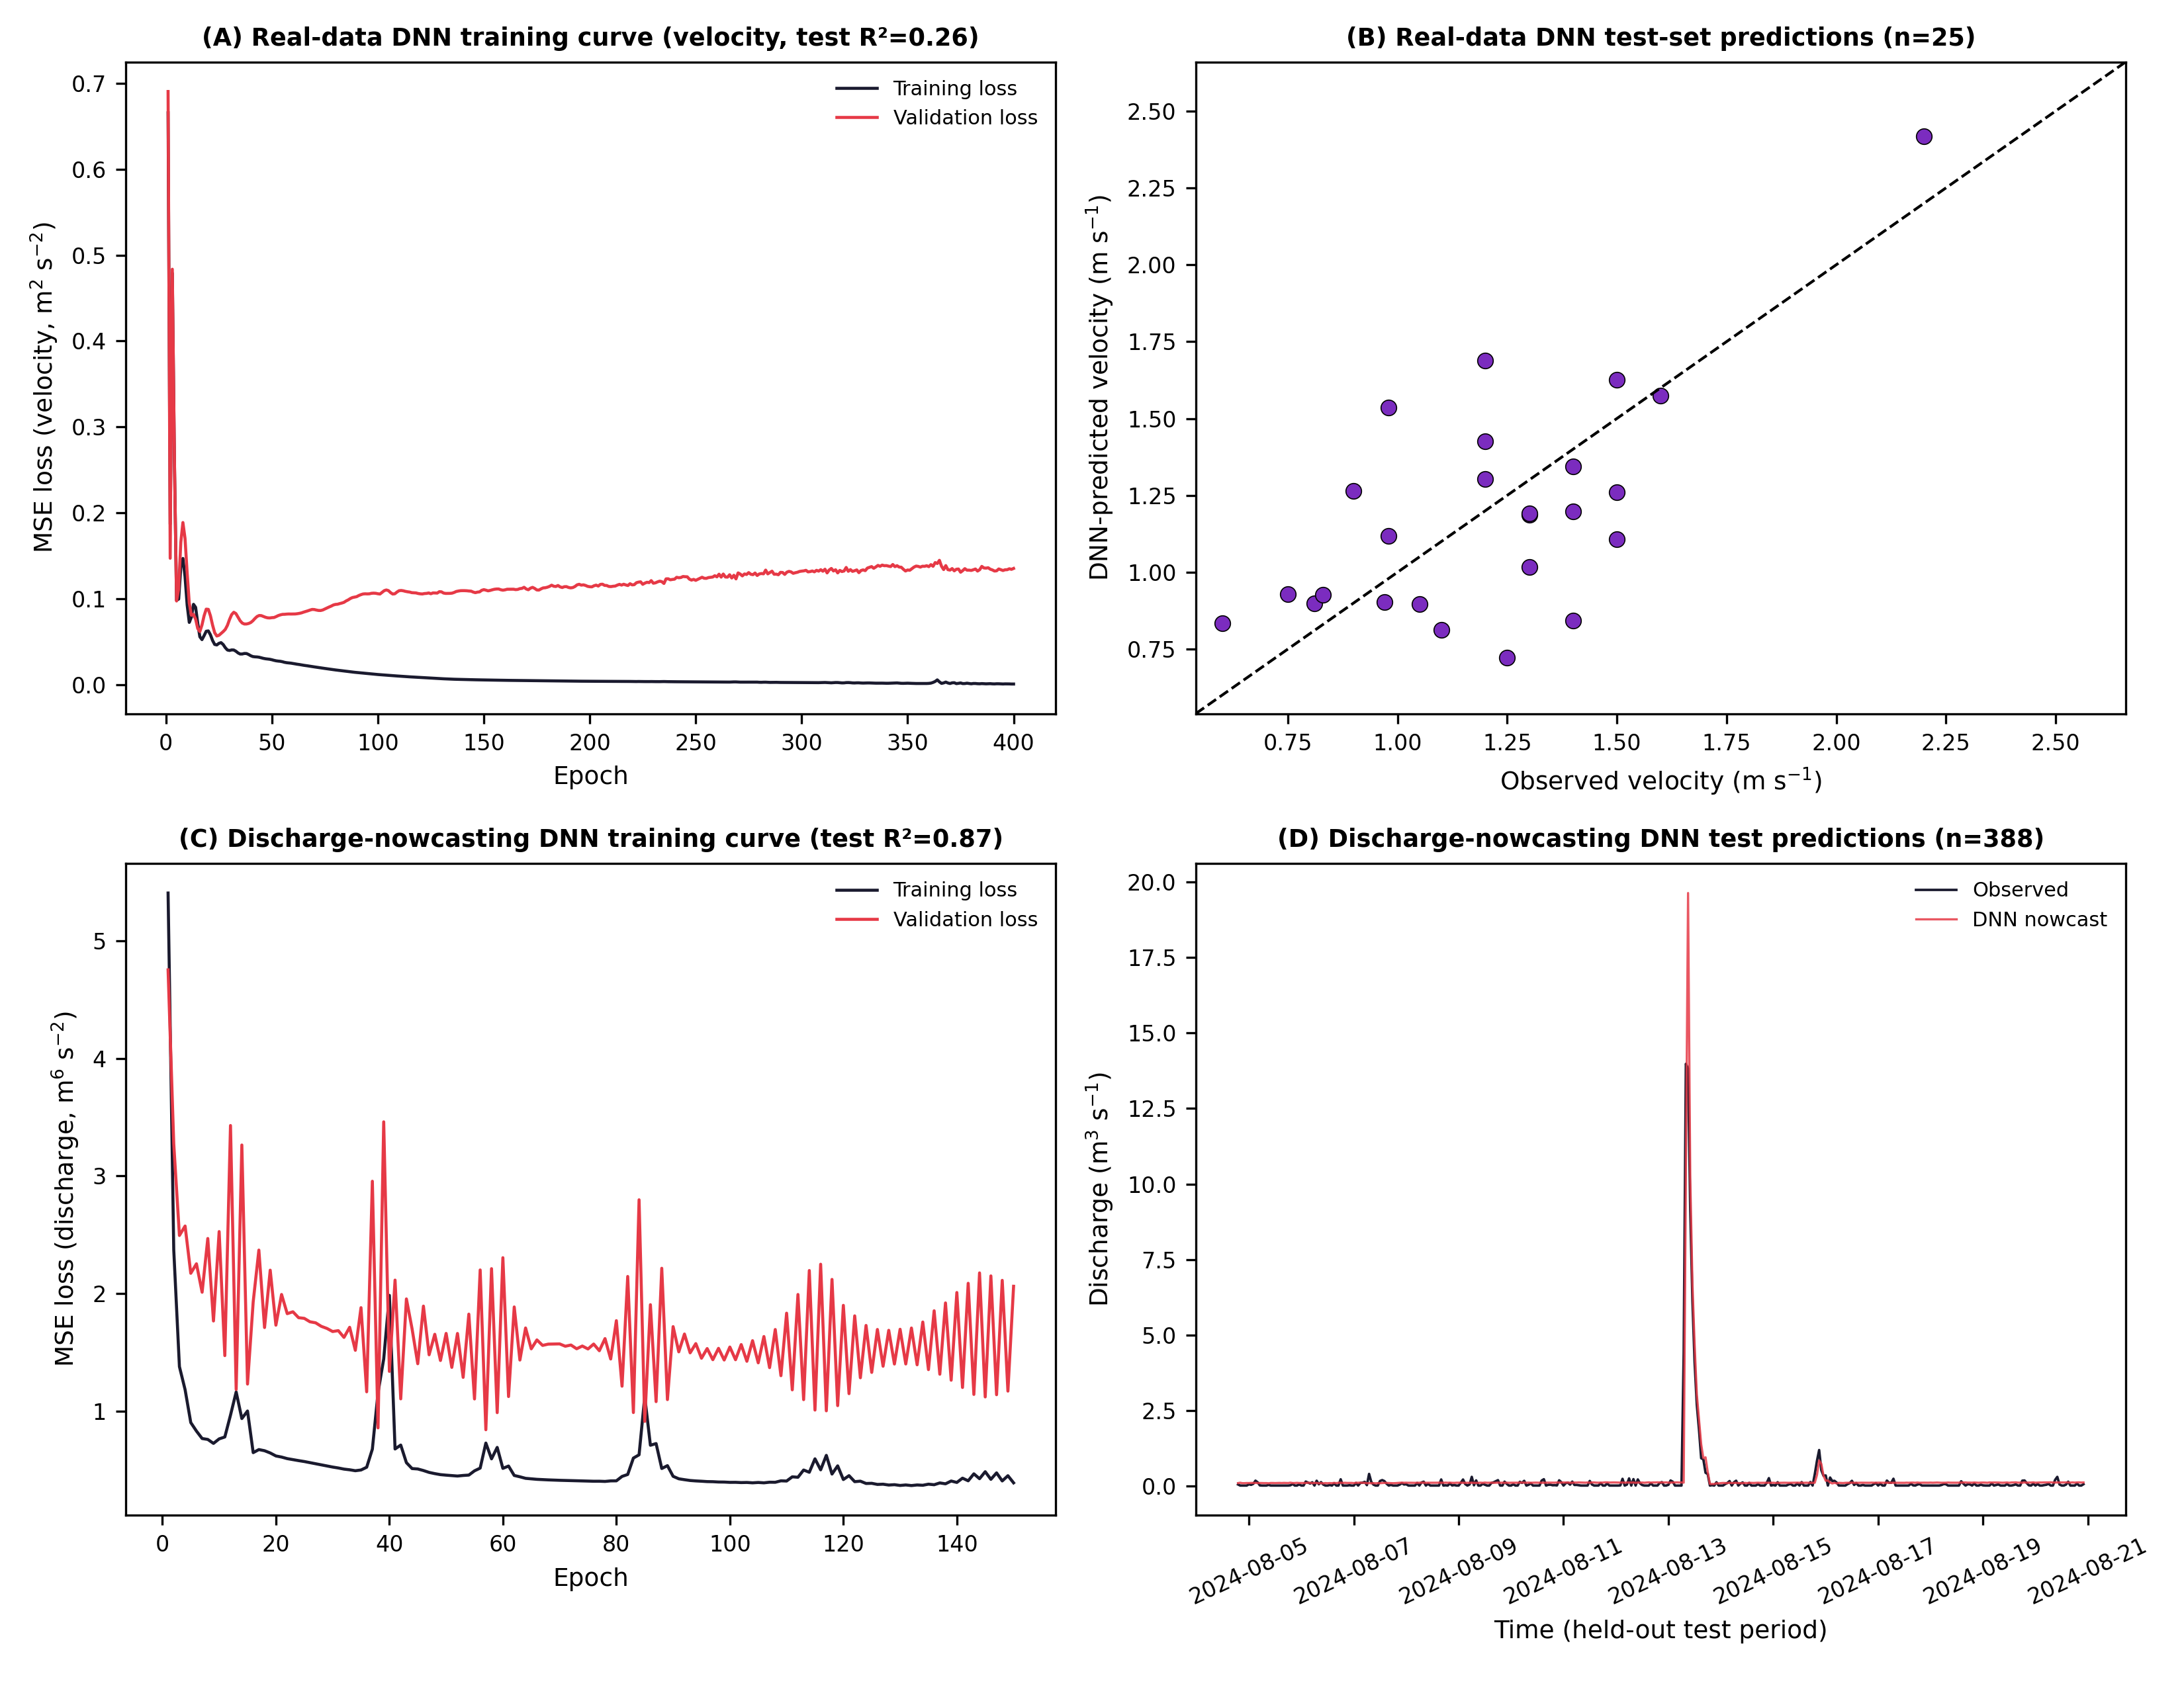 (A) Real-data DNN training curve (velocity, test R²=0.26)
MSE loss (velocity, m² s⁻²)
0.7
0.6
0.5
0.4
0.3
0.2
0.1
0.0
Training loss
Validation loss
0 50 100 150 200 250 300 350 400
Epoch
(B) Real-data DNN test-set predictions (n=25)
DNN-predicted velocity (m s⁻¹)
2.50
2.25
2.00
1.75
1.50
1.25
1.00
0.75
0.75 1.00 1.25 1.50 1.75 2.00 2.25 2.50
Observed velocity (m s⁻¹)
(C) Discharge-nowcasting DNN training curve (test R²=0.87)
MSE loss (discharge, m⁶ s⁻²)
5
4
3
2
1
Training loss
Validation loss
0 20 40 60 80 100 120 140
Epoch
(D) Discharge-nowcasting DNN test predictions (n=388)
Discharge (m³ s⁻¹)
20.0
17.5
15.0
12.5
10.0
7.5
5.0
2.5
0.0
Observed
DNN nowcast
2024-08-05 2024-08-07 2024-08-09 2024-08-11 2024-08-13 2024-08-15 2024-08-17 2024-08-19 2024-08-21
Time (held-out test period)